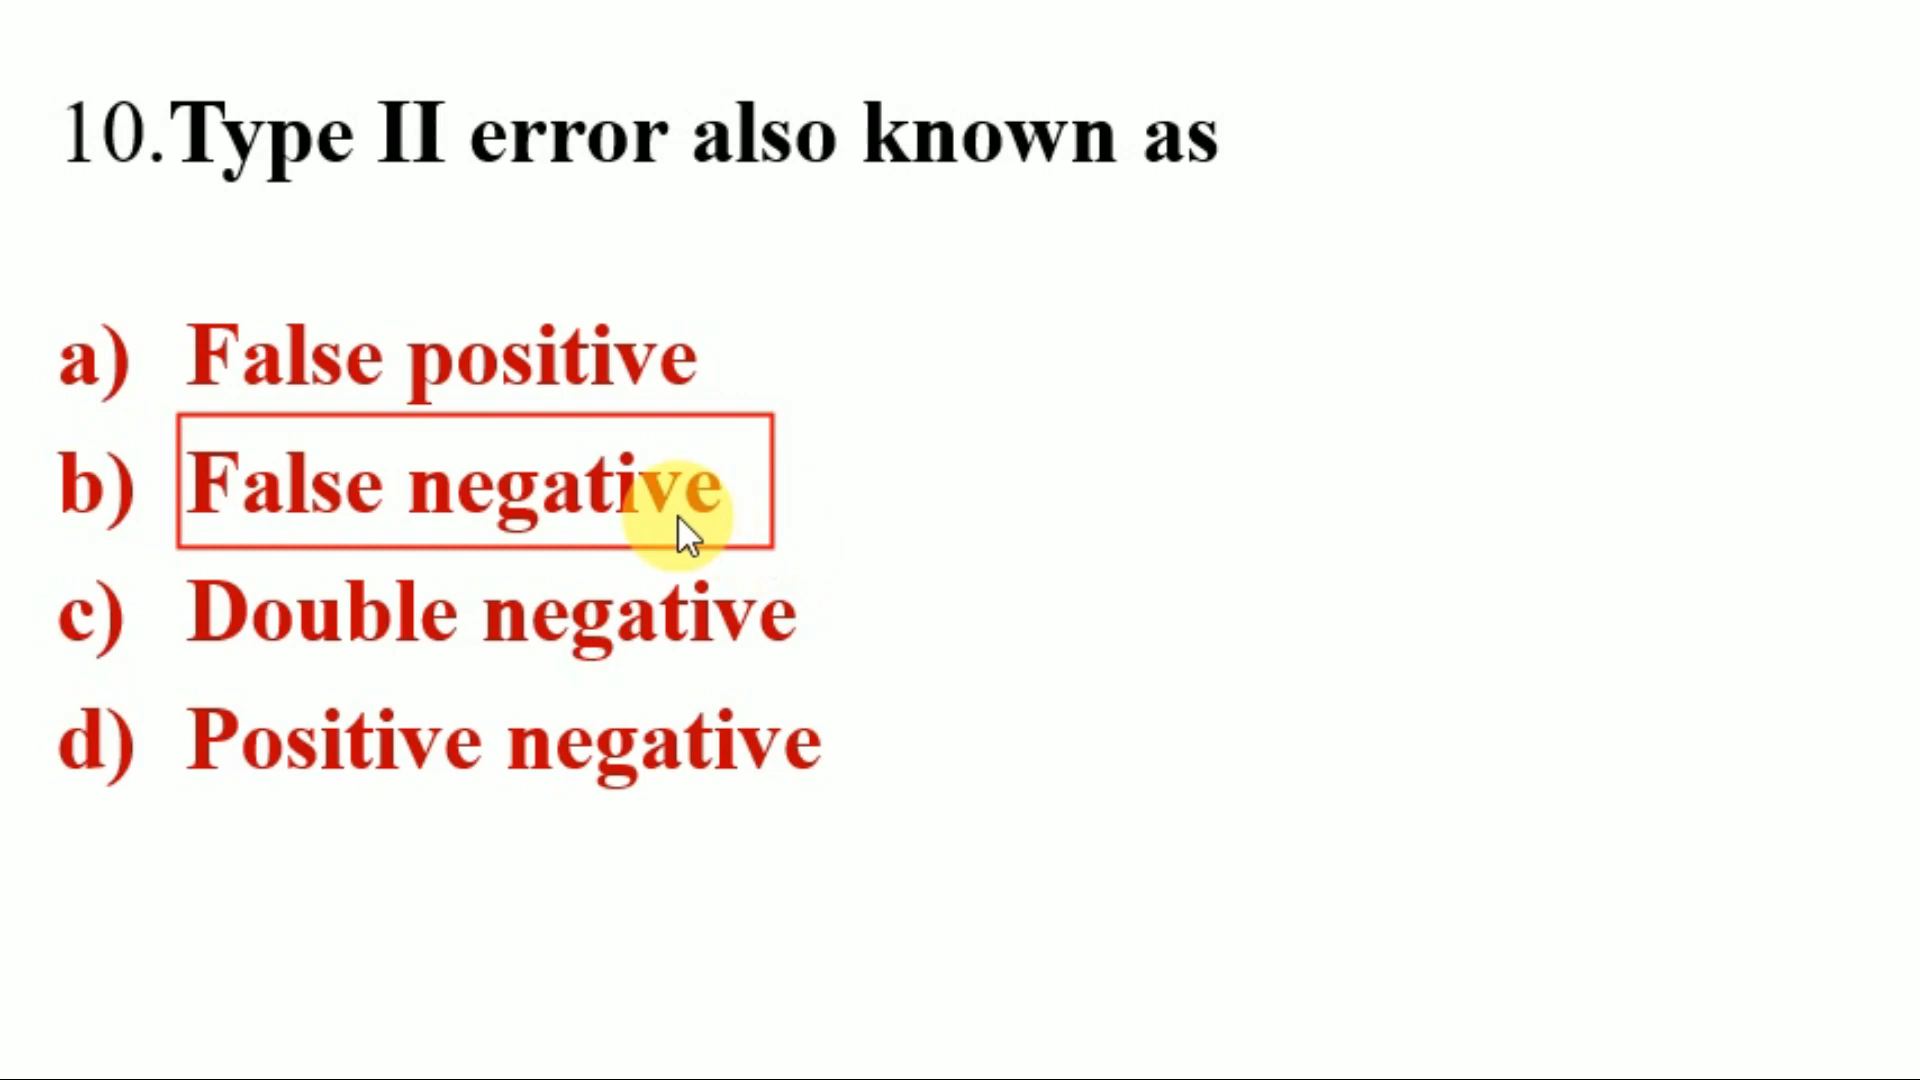 10.Type II error also known as
a) False positive
b) False negative
c) Double negative
d) Positive negative